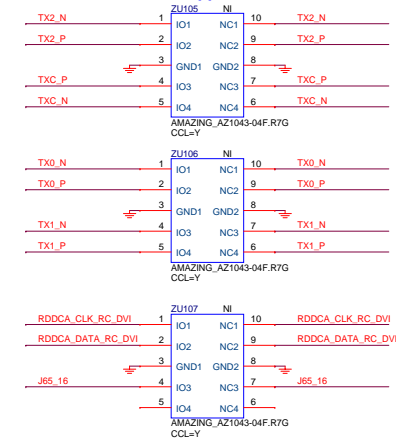 ZU105 NI
TX2_N 1 IO1 NC1 10 TX2_N
TX2_P 2 IO2 NC2 9 TX2_P
3 GND1 GND2 8
TXC_P 4 IO3 NC3 7 TXC_P
TXC_N 5 IO4 NC4 6 TXC_N
AMAZING_AZ1043-04F.R7G
CCL=Y
ZU106 NI
TX0_N 1 IO1 NC1 10 TX0_N
TX0_P 2 IO2 NC2 9 TX0_P
3 GND1 GND2 8
TX1_N 4 IO3 NC3 7 TX1_N
TX1_P 5 IO4 NC4 6 TX1_P
AMAZING_AZ1043-04F.R7G
CCL=Y
ZU107 NI
RDDCA_CLK_RC_DVI 1 IO1 NC1 10 RDDCA_CLK_RC_DVI
RDDCA_DATA_RC_DVI 2 IO2 NC2 9 RDDCA_DATA_RC_DVI
3 GND1 GND2 8
J65_16 4 IO3 NC3 7 J65_16
5 IO4 NC4 6
AMAZING_AZ1043-04F.R7G
CCL=Y